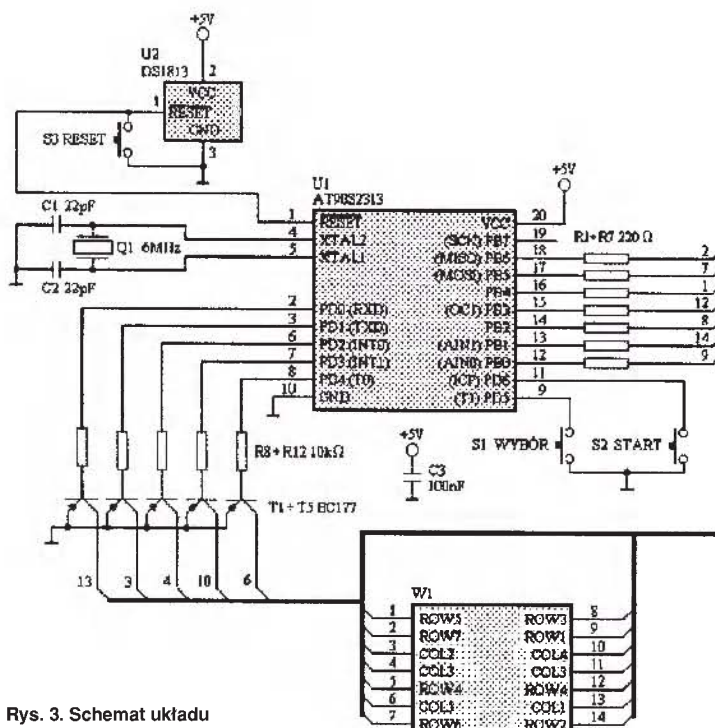 +5V
U2
DS1813
2
VCC
1
RESET
GND
3
S3 RESET
C1 22pF
Q1 6MHz
C2 22pF
U1
AT90S2313
+5V
1 RESET
4 XTAL2
5 XTAL1
2 PD0 (RXD)
3 PD1 (TXD)
6 PD2 (INT0)
7 PD3 (INT1)
8 PD4 (T0)
10 GND
VCC 20
(SCK) PB7 19
(MISO) PB6 18
(MOSI) PB5 17
PB4 16
(OC1) PB3 15
PB2 14
(AIN1) PB1 13
(AIN0) PB0 12
(ICP) PD6 11
(T1) PD5 9
R1÷R7 220 Ω
2
7
1
12
8
14
9
R8÷R12 10kΩ
+5V
C3
100nF
S1 WYBÓR
S2 START
T1÷T5 BC177
13 3 4 10 6
W1
1 ROW5 ROW3 8
2 ROW7 ROW1 9
3 COL2 COL4 10
4 COL3 COL3 11
5 ROW4 ROW4 12
6 COL5 COL1 13
7 ROW6 ROW2 14
Rys. 3. Schemat układu